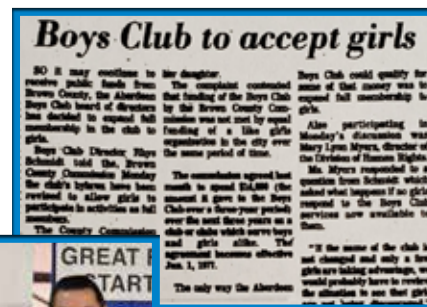 Boys Club to accept girls
SO it may continue to
receive public funds from
Brown County, the Aberdeen
Boys Club board of directors
has decided to expand full
membership in the club to
girls.
Boys Club Director Rhys
Schmidt told the Brown
County Commission Monday
the club's bylaws have been
revised to allow girls to
participate in activities as full
members.
The County Commission
his daughter.
The complaint contended
that funding of the Boys Club
by the Brown County Com-
mission was not met by equal
funding of a like girls
organization in the city over
the same period of time.
The commission agreed last
month to spend (the
amount it gave to the Boys
Club over a three year period)
over the next three years on a
club or clubs which serve boys
and girls alike. The
agreement becomes effective
Jan. 1, 1977.
The only way the Aberdeen
Boys Club could qualify for
some of that money was to
expand full membership to
girls.
Also participating in
Monday's discussion was
Mary Lynn Myers, director of
the Division of Human Rights.
Ms. Myers responded to a
question from Schmidt which
asked what happens if no girls
respond to the Boys Club
services now available to
them.
"If the name of the club is
not changed and only a few
girls are taking advantage, we
would probably have to review
the situation to see that girls
GREAT
START